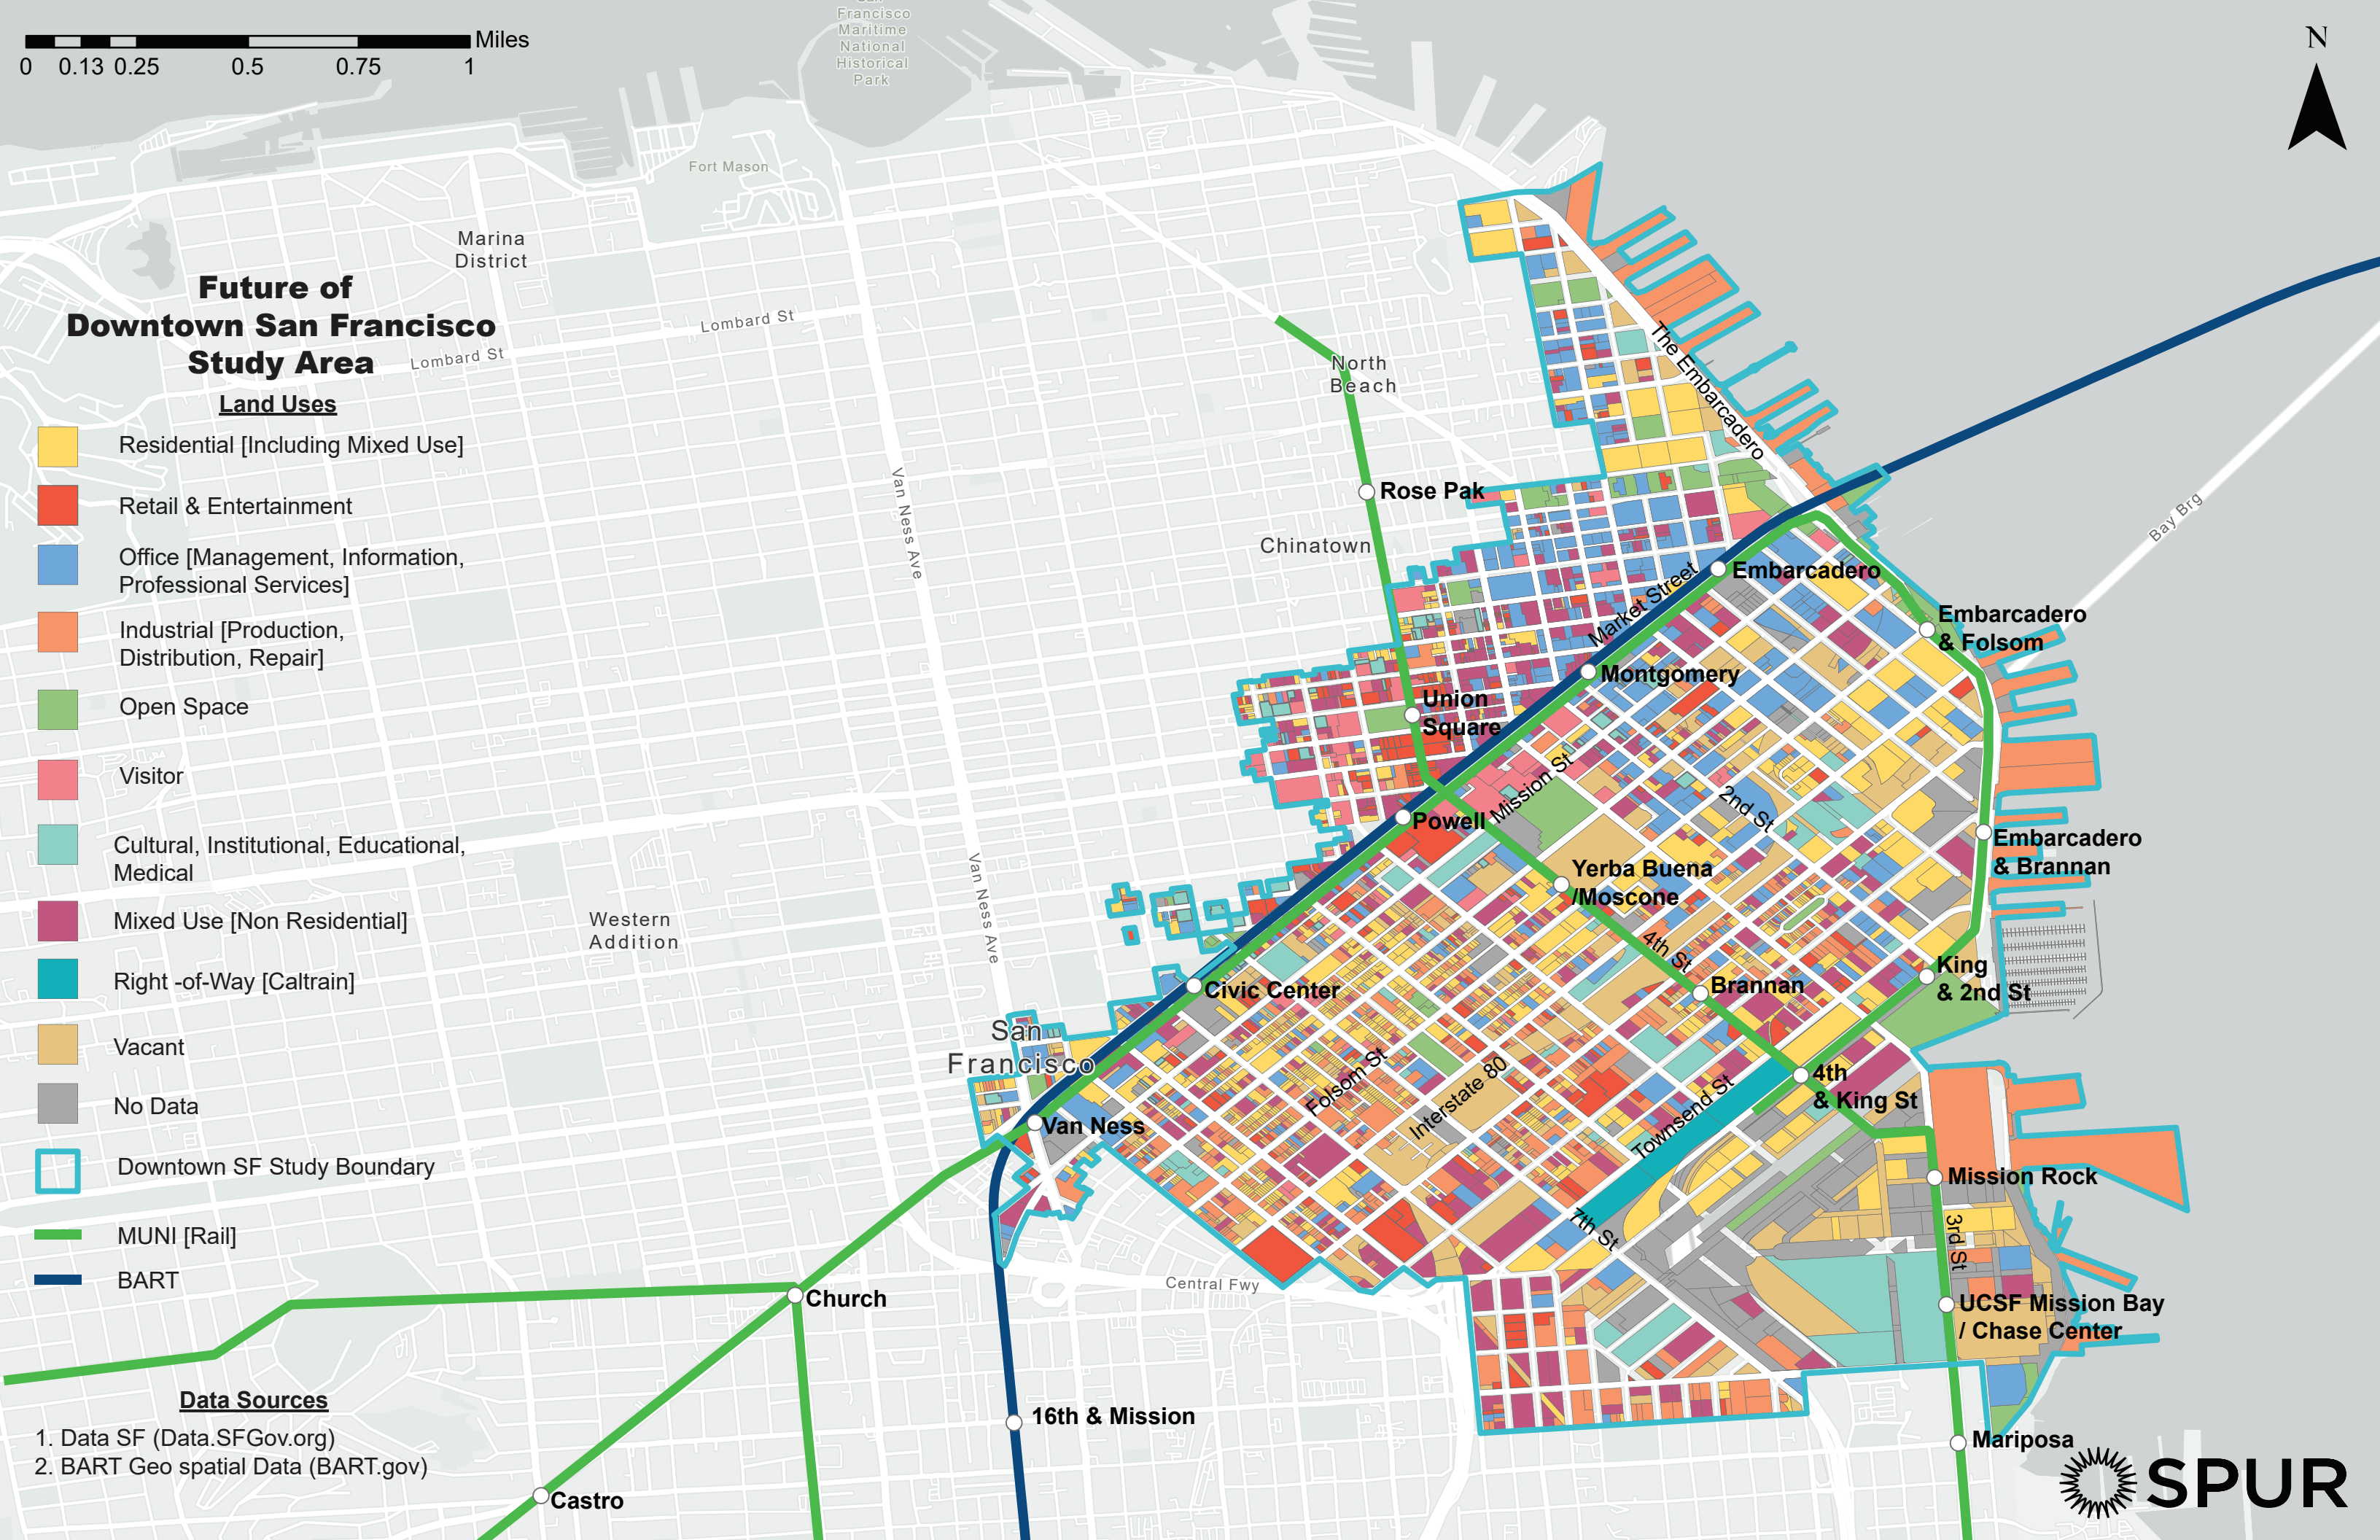 Miles
0 0.13 0.25 0.5 0.75 1
San
Francisco
Maritime
National
Historical
Park
N
Fort Mason
Marina
District
Future of
Downtown San Francisco
Study Area
Lombard St
Lombard St
Land Uses
Residential [Including Mixed Use]
Retail & Entertainment
Office [Management, Information,
Professional Services]
Industrial [Production,
Distribution, Repair]
Open Space
Visitor
Cultural, Institutional, Educational,
Medical
Mixed Use [Non Residential]
Right -of-Way [Caltrain]
Vacant
No Data
Downtown SF Study Boundary
MUNI [Rail]
BART
Data Sources
1. Data SF (Data.SFGov.org)
2. BART Geo spatial Data (BART.gov)
North
Beach
The Embarcadero
Rose Pak
Chinatown
Van Ness Ave
Bay Brg
Market Street
Embarcadero
Embarcadero
& Folsom
Montgomery
Union
Square
Mission St
2nd St
Powell
Embarcadero
& Brannan
Yerba Buena
/Moscone
Van Ness Ave
Western
Addition
4th St
Brannan
King
& 2nd St
Civic Center
San
Francisco
Folsom St
Interstate 80
Townsend St
4th
& King St
Van Ness
Mission Rock
7th St
3rd St
Central Fwy
Church
UCSF Mission Bay
/ Chase Center
16th & Mission
Mariposa
Castro
SPUR